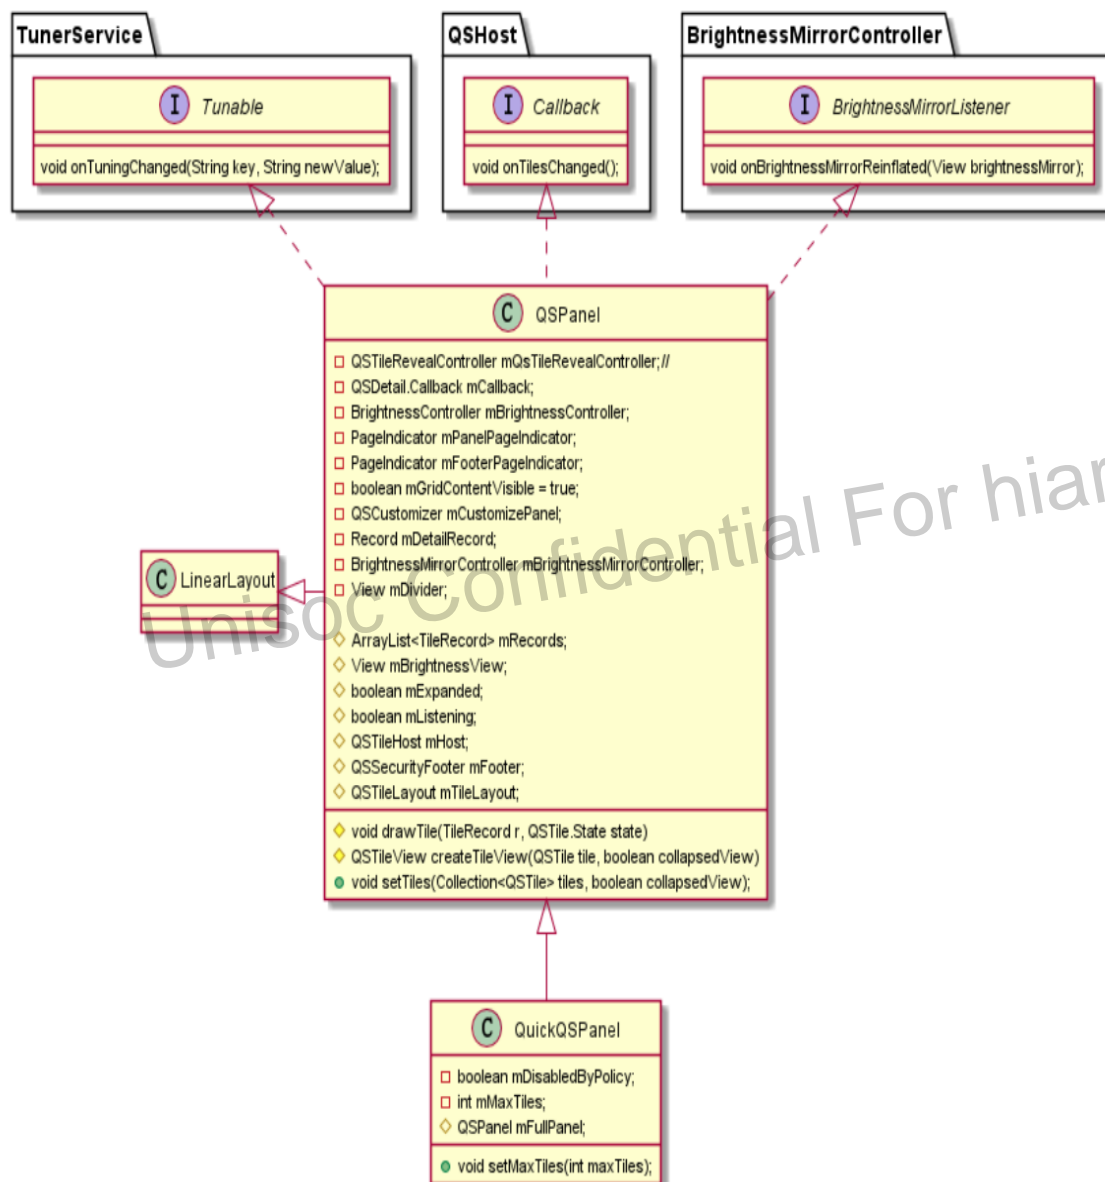 TunerService
QSHost
BrightnessMirrorController
I Tunable
I Callback
I BrightnessMirrorListener
void onTuningChanged(String key, String newValue);
void onTilesChanged();
void onBrightnessMirrorReinflated(View brightnessMirror);
C QSPanel
QSTileRevealController mQsTileRevealController;//
QSDetail.Callback mCallback;
BrightnessController mBrightnessController;
PageIndicator mPanelPageIndicator;
PageIndicator mFooterPageIndicator;
boolean mGridContentVisible = true;
QSCustomizer mCustomizePanel;
Record mDetailRecord;
BrightnessMirrorController mBrightnessMirrorController;
View mDivider;
C LinearLayout
ArrayList<TileRecord> mRecords;
View mBrightnessView;
boolean mExpanded;
boolean mListening;
QSTileHost mHost;
QSSecurityFooter mFooter;
QSTileLayout mTileLayout;
void drawTile(TileRecord r, QSTile.State state)
QSTileView createTileView(QSTile tile, boolean collapsedView)
void setTiles(Collection<QSTile> tiles, boolean collapsedView);
C QuickQSPanel
boolean mDisabledByPolicy;
int mMaxTiles;
QSPanel mFullPanel;
void setMaxTiles(int maxTiles);
Unisoc Confidential For hiar